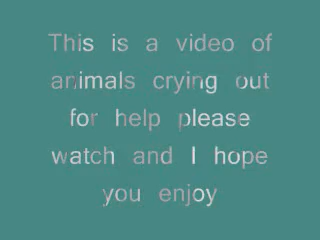 This is a video of
animals crying out
for help please
watch and I hope
you enjoy